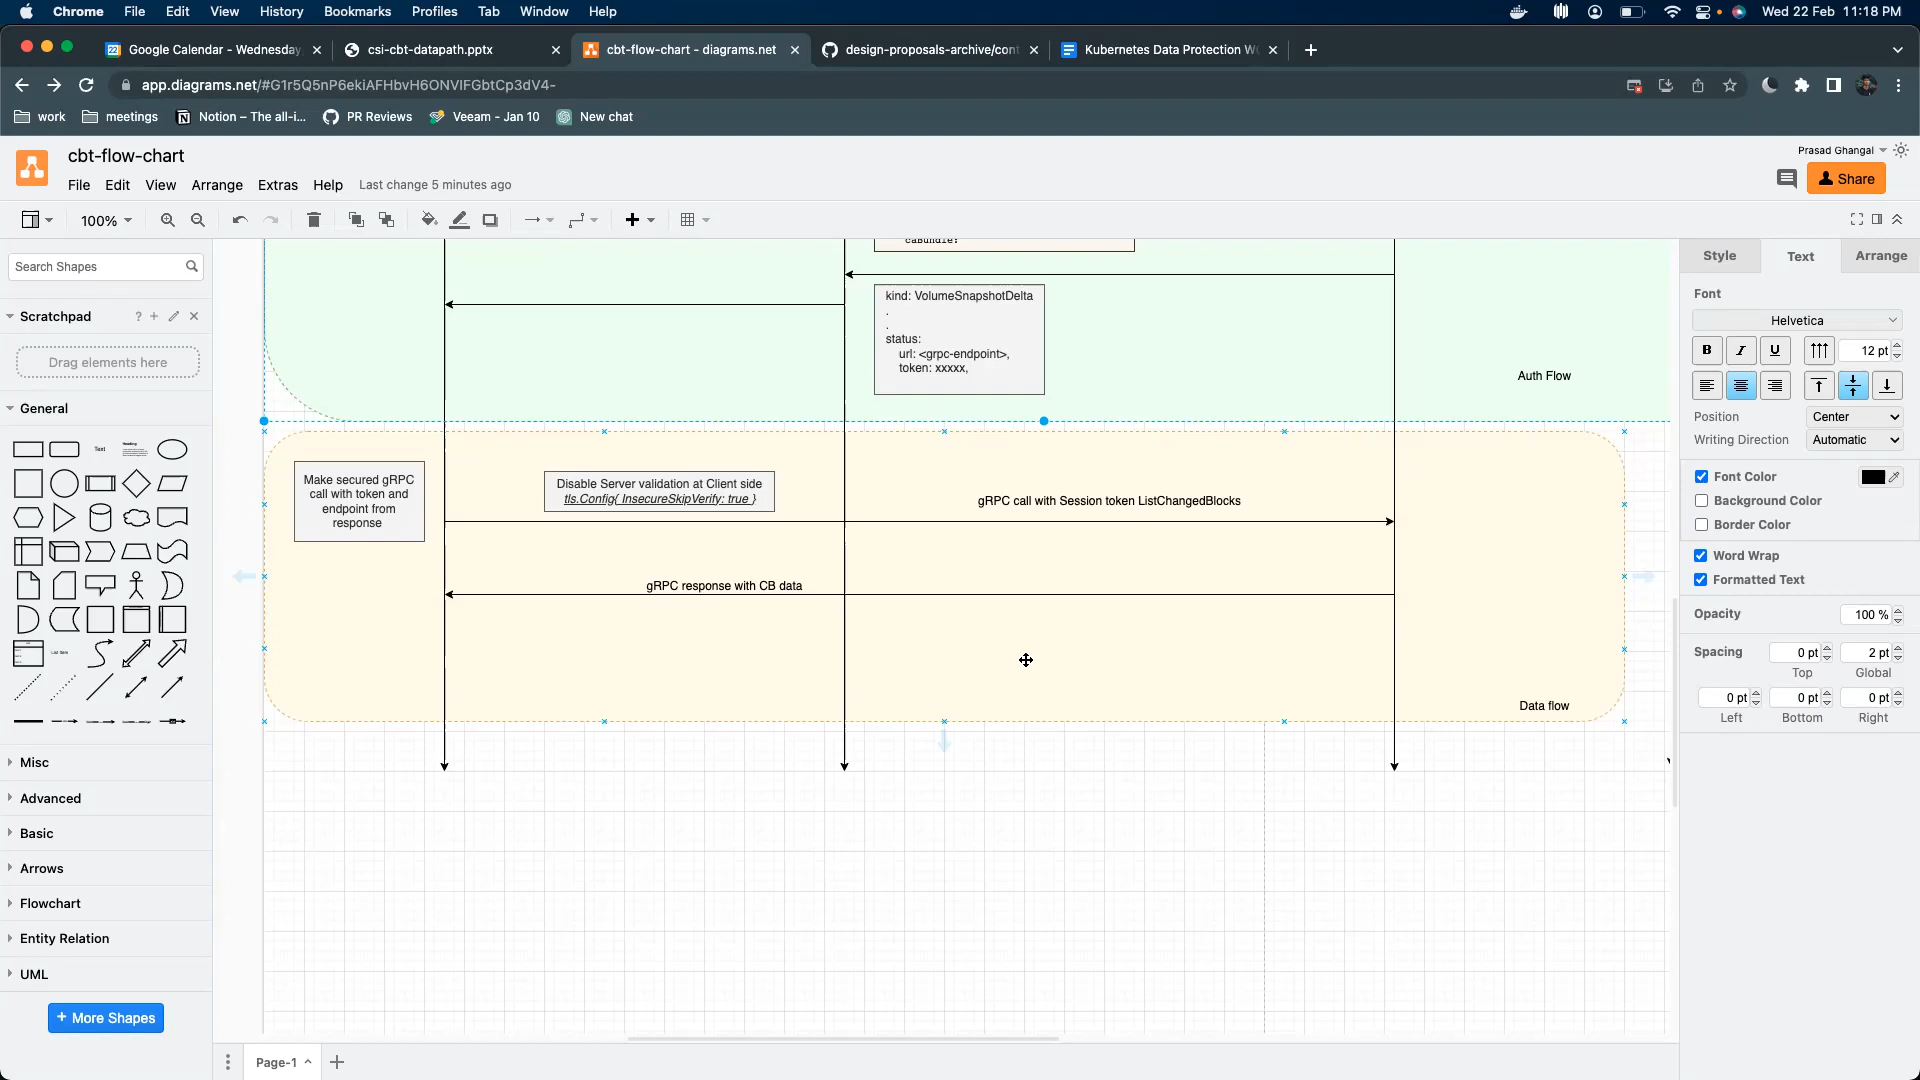 Chrome File Edit View History Bookmarks Profiles Tab Window Help Wed 22 Feb 11:18 PM
Google Calendar - Wednesday, csi-cbt-datapath.pptx cbt-flow-chart - diagrams.net design-proposals-archive/cont Kubernetes Data Protection W
app.diagrams.net/#G1r5Q5nP6ekiAFHbvH6ONVIFGbtCp3dV4-
work meetings Notion – The all-i... PR Reviews Veeam - Jan 10 New chat
cbt-flow-chart
Prasad Ghangal
File Edit View Arrange Extras Help Last change 5 minutes ago
Share
100%
Search Shapes
Scratchpad ?
Drag elements here
General
Text
Heading
List Item
Misc
Advanced
Basic
Arrows
Flowchart
Entity Relation
UML
+ More Shapes
caBundle:
kind: VolumeSnapshotDelta
.
.
status:
url: <grpc-endpoint>,
token: xxxxx,
Auth Flow
Make secured gRPC
call with token and
endpoint from
response
Disable Server validation at Client side
tls.Config{ InsecureSkipVerify: true }
gRPC call with Session token ListChangedBlocks
gRPC response with CB data
Data flow
Page-1
Style Text Arrange
Font
Helvetica
B I U 12 pt
Position Center
Writing Direction Automatic
Font Color
Background Color
Border Color
Word Wrap
Formatted Text
Opacity 100 %
Spacing 0 pt 2 pt
Top Global
0 pt 0 pt 0 pt
Left Bottom Right